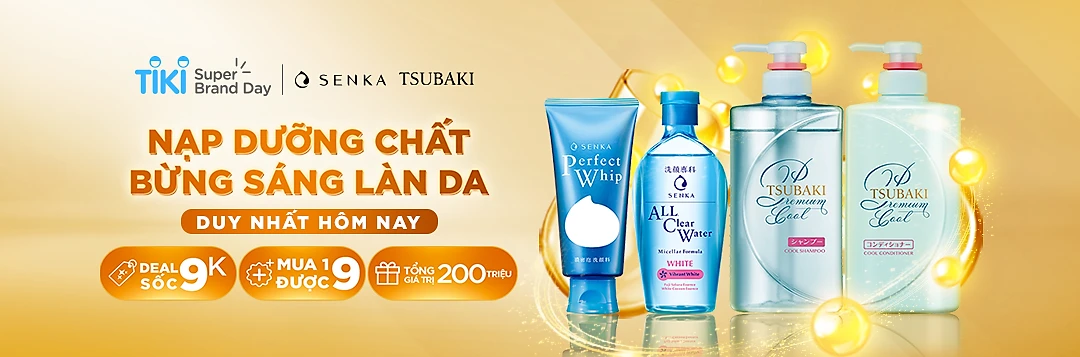 TIKI Super Brand Day
SENKA TSUBAKI
NẠP DƯỠNG CHẤT
BỪNG SÁNG LÀN DA
DUY NHẤT HÔM NAY
DEAL SỐC 9K
MUA 1 ĐƯỢC 9
TỔNG GIÁ TRỊ 200 TRIỆU
SENKA
Perfect
Whip
洗顔専科
SENKA
ALL
Clear
Water
Micellar formula
WHITE
Vibrant White
TSUBAKI
Premium
Cool
シャンプー
COOL SHAMPOO
TSUBAKI
Premium
Cool
コンディショナー
COOL CONDITIONER